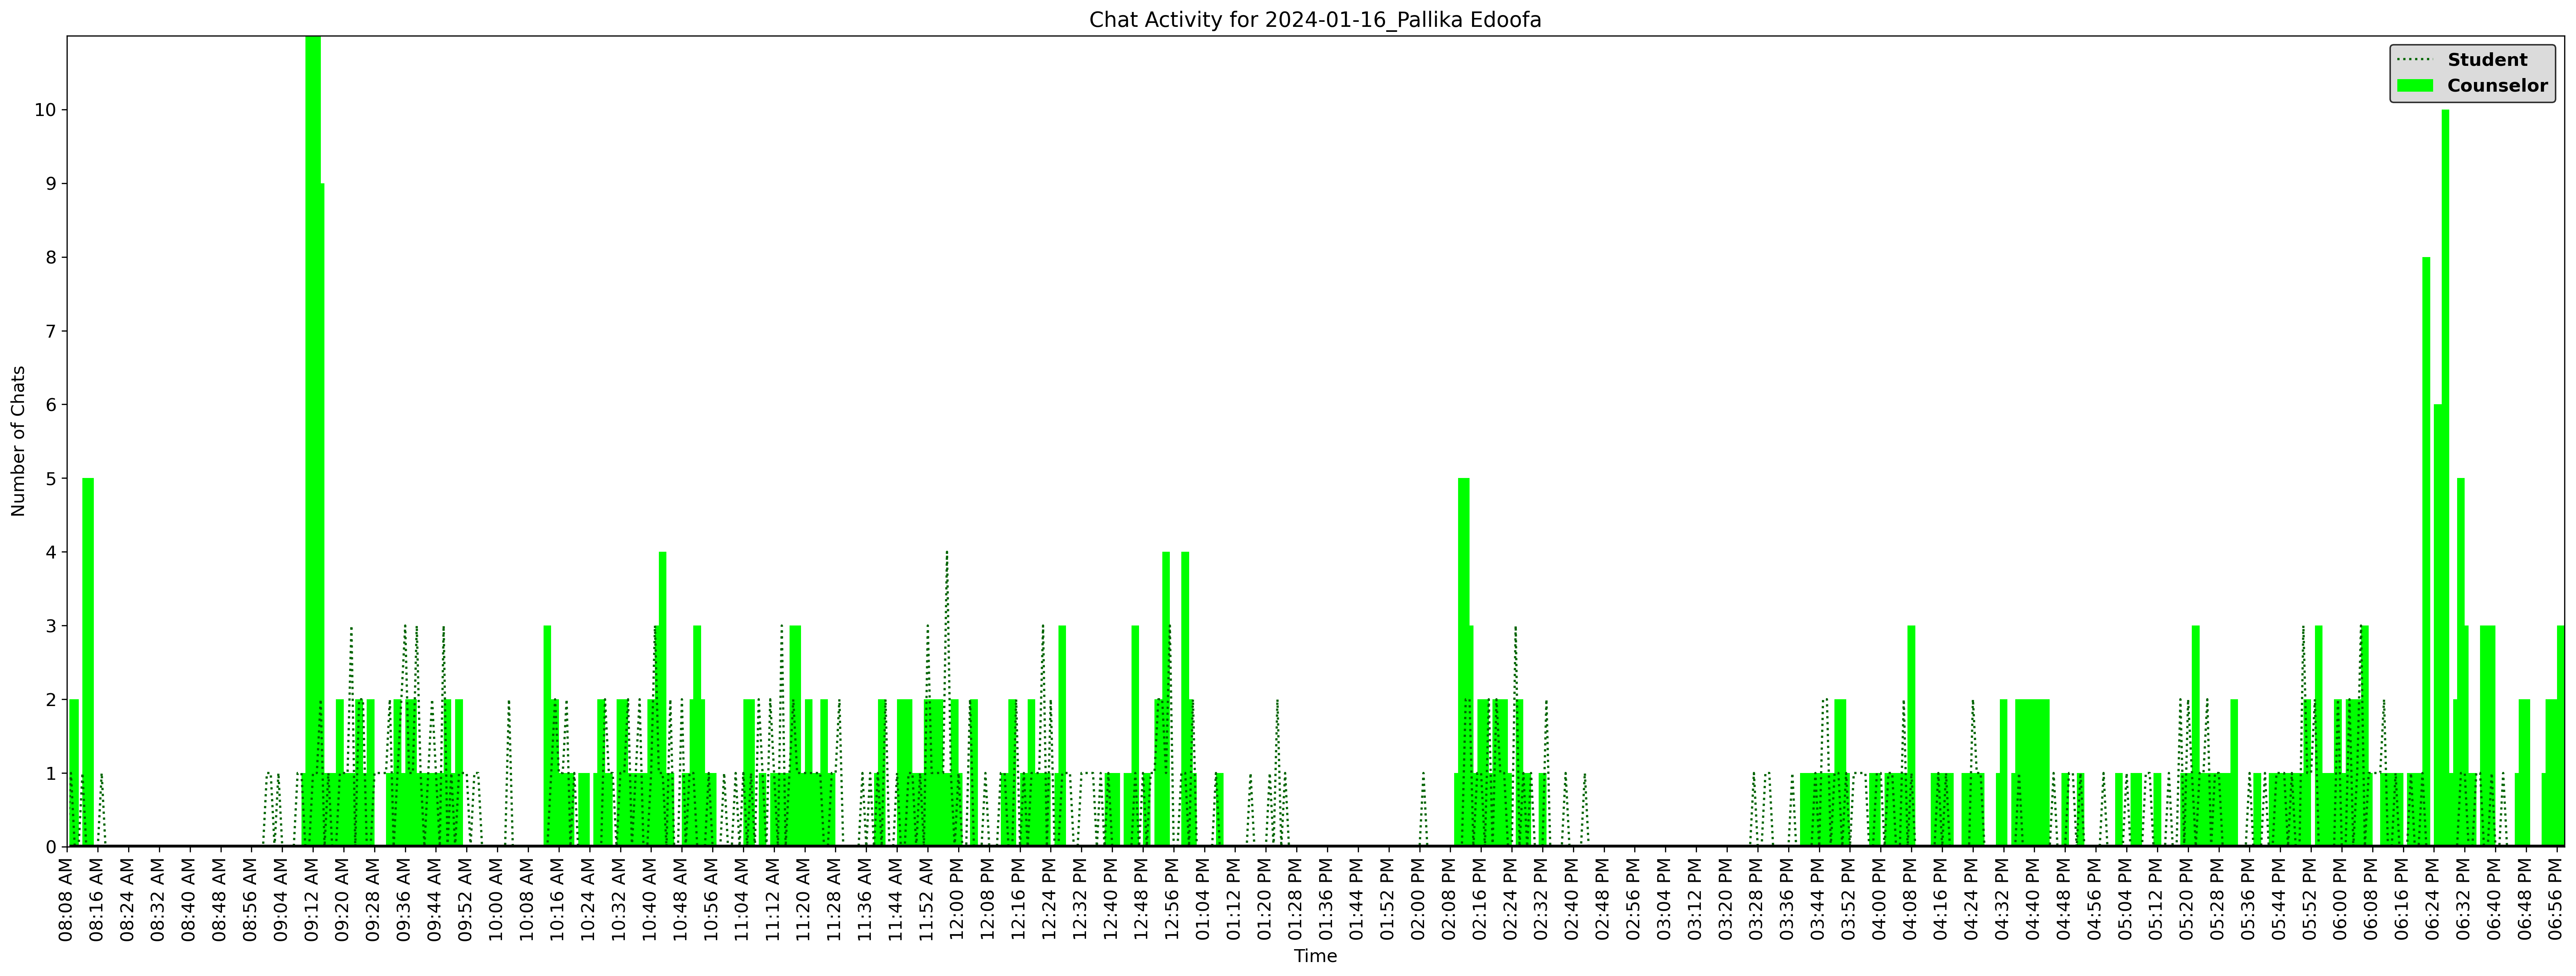 Chat Activity for 2024-01-16_Pallika Edoofa
Student
Counselor
Number of Chats
10
9
8
7
6
5
4
3
2
1
0
08:08 AM
08:16 AM
08:24 AM
08:32 AM
08:40 AM
08:48 AM
08:56 AM
09:04 AM
09:12 AM
09:20 AM
09:28 AM
09:36 AM
09:44 AM
09:52 AM
10:00 AM
10:08 AM
10:16 AM
10:24 AM
10:32 AM
10:40 AM
10:48 AM
10:56 AM
11:04 AM
11:12 AM
11:20 AM
11:28 AM
11:36 AM
11:44 AM
11:52 AM
12:00 PM
12:08 PM
12:16 PM
12:24 PM
12:32 PM
12:40 PM
12:48 PM
12:56 PM
01:04 PM
01:12 PM
01:20 PM
01:28 PM
01:36 PM
01:44 PM
01:52 PM
02:00 PM
02:08 PM
02:16 PM
02:24 PM
02:32 PM
02:40 PM
02:48 PM
02:56 PM
03:04 PM
03:12 PM
03:20 PM
03:28 PM
03:36 PM
03:44 PM
03:52 PM
04:00 PM
04:08 PM
04:16 PM
04:24 PM
04:32 PM
04:40 PM
04:48 PM
04:56 PM
05:04 PM
05:12 PM
05:20 PM
05:28 PM
05:36 PM
05:44 PM
05:52 PM
06:00 PM
06:08 PM
06:16 PM
06:24 PM
06:32 PM
06:40 PM
06:48 PM
06:56 PM
Time